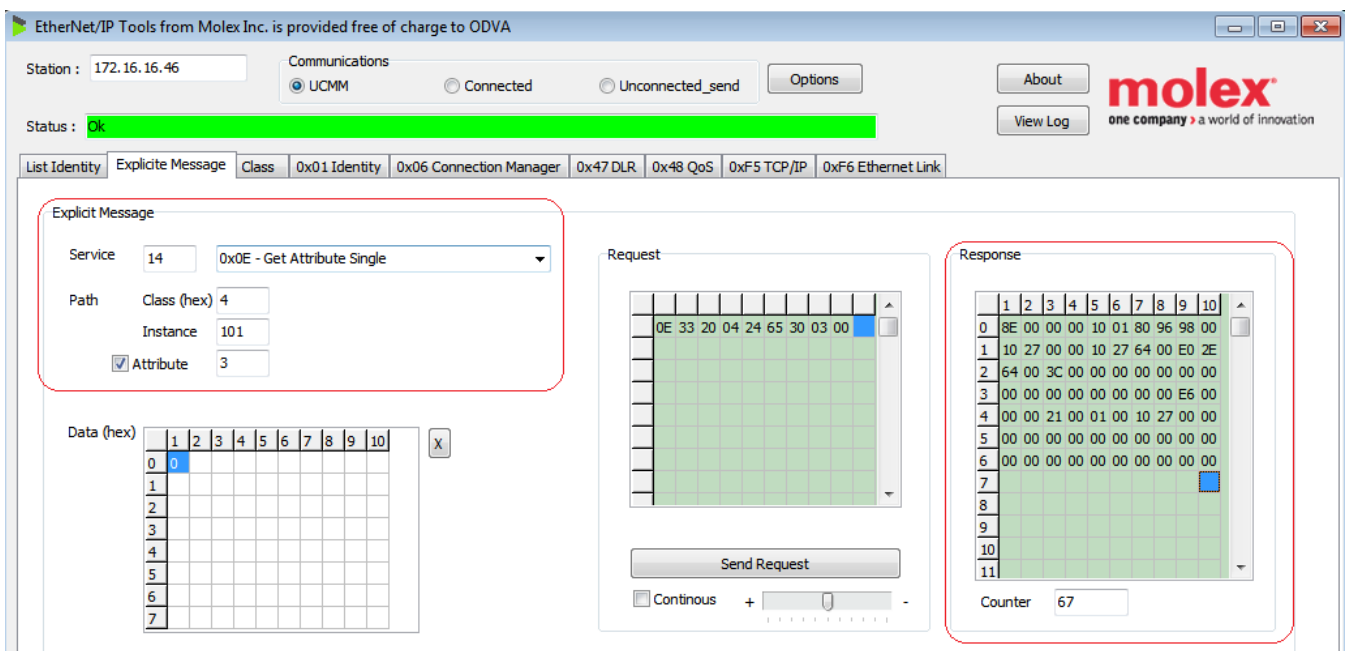 EtherNet/IP Tools from Molex Inc. is provided free of charge to ODVA
Station : 172.16.16.46
Communications
UCMM Connected Unconnected_send Options About
molex
one company > a world of innovation
Status : Ok View Log
List Identity Explicite Message Class 0x01 Identity 0x06 Connection Manager 0x47 DLR 0x48 QoS 0xF5 TCP/IP 0xF6 Ethernet Link
Explicit Message
Service 14 0x0E - Get Attribute Single
Path Class (hex) 4
Instance 101
Attribute 3
Data (hex)
1 2 3 4 5 6 7 8 9 10 X
0 0
1
2
3
4
5
6
7
Request
0E 33 20 04 24 65 30 03 00
Send Request
Continous + -
Response
1 2 3 4 5 6 7 8 9 10
0 8E 00 00 00 10 01 80 96 98 00
1 10 27 00 00 10 27 64 00 E0 2E
2 64 00 3C 00 00 00 00 00 00 00
3 00 00 00 00 00 00 00 00 E6 00
4 00 00 21 00 01 00 10 27 00 00
5 00 00 00 00 00 00 00 00 00 00
6 00 00 00 00 00 00 00 00 00 00
7
8
9
10
11
Counter 67